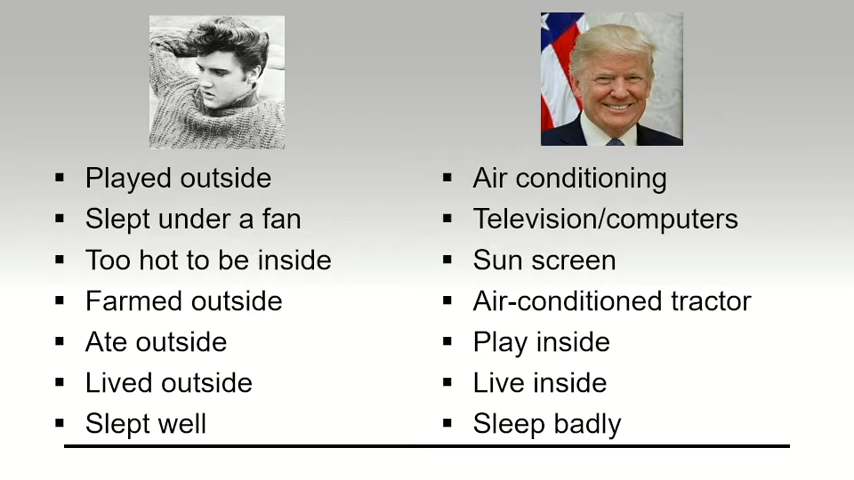 Played outside
Slept under a fan
Too hot to be inside
Farmed outside
Ate outside
Lived outside
Slept well
Air conditioning
Television/computers
Sun screen
Air-conditioned tractor
Play inside
Live inside
Sleep badly